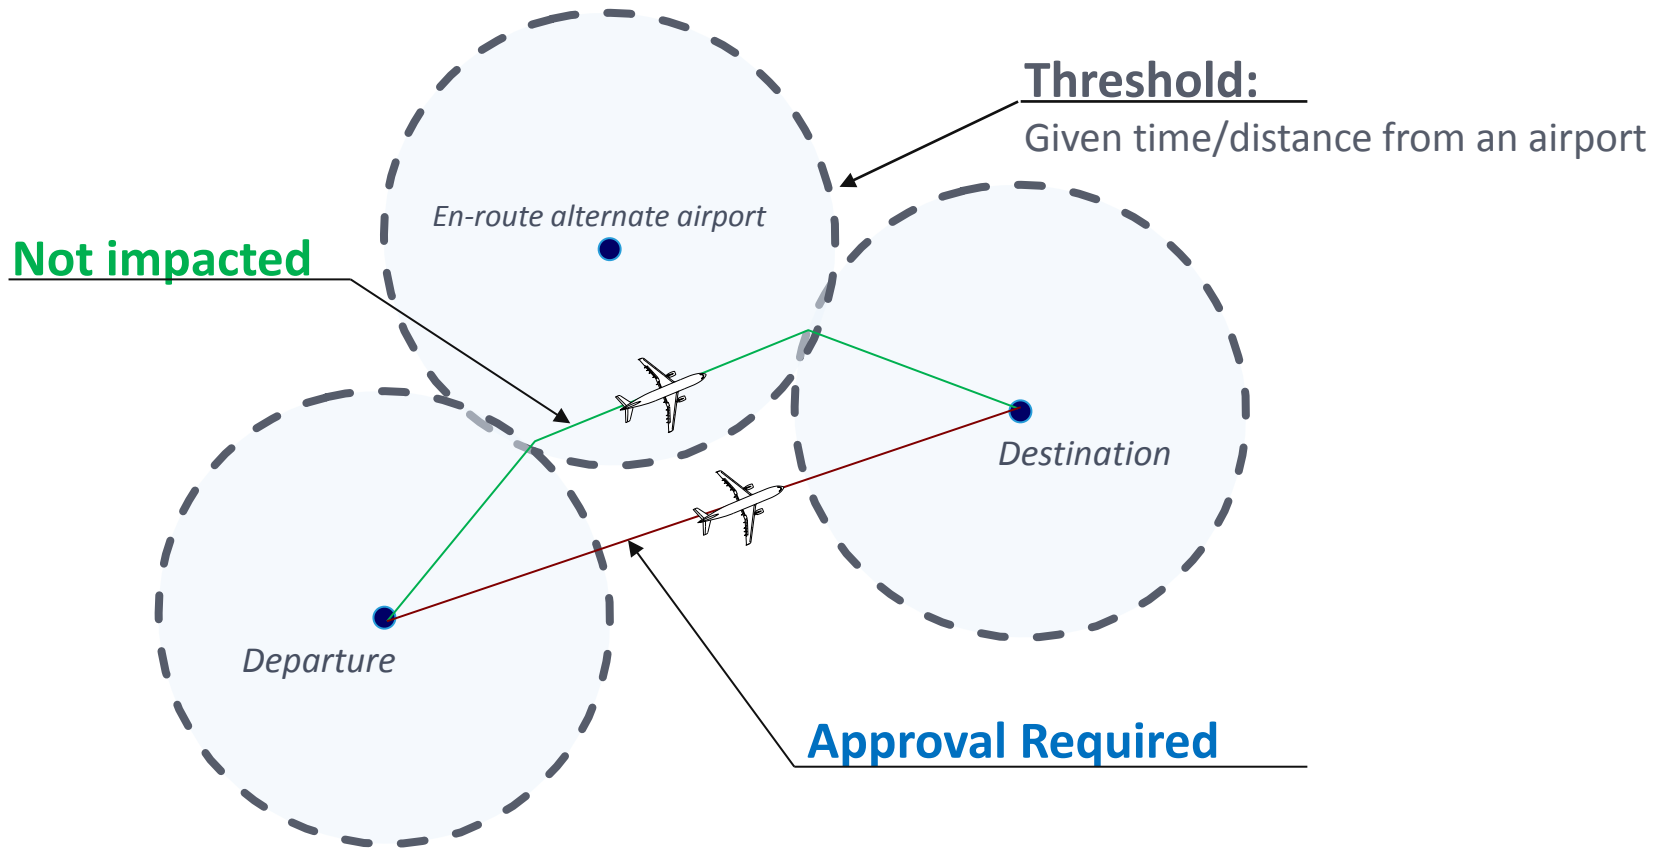 Threshold:
Given time/distance from an airport
En-route alternate airport
Not impacted
Destination
Departure
Approval Required